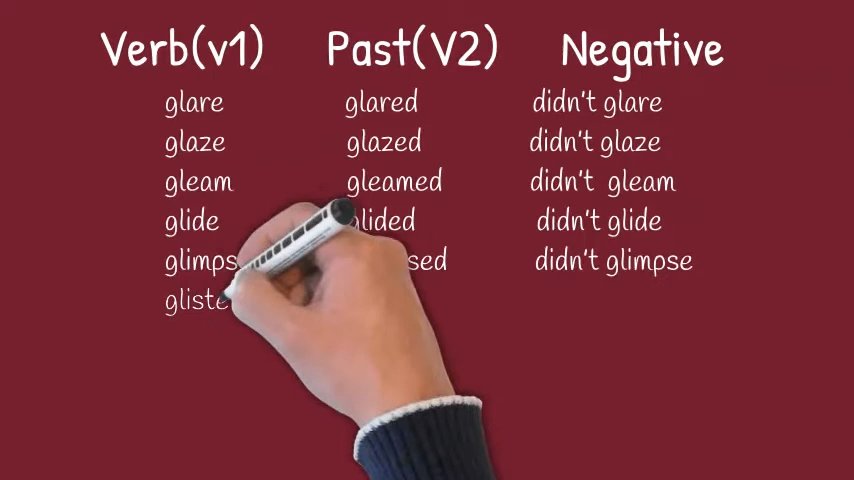 Verb(v1) Past(V2) Negative
glare glared didn't glare
glaze glazed didn't glaze
gleam gleamed didn't gleam
glide glided didn't glide
didn't glimpse